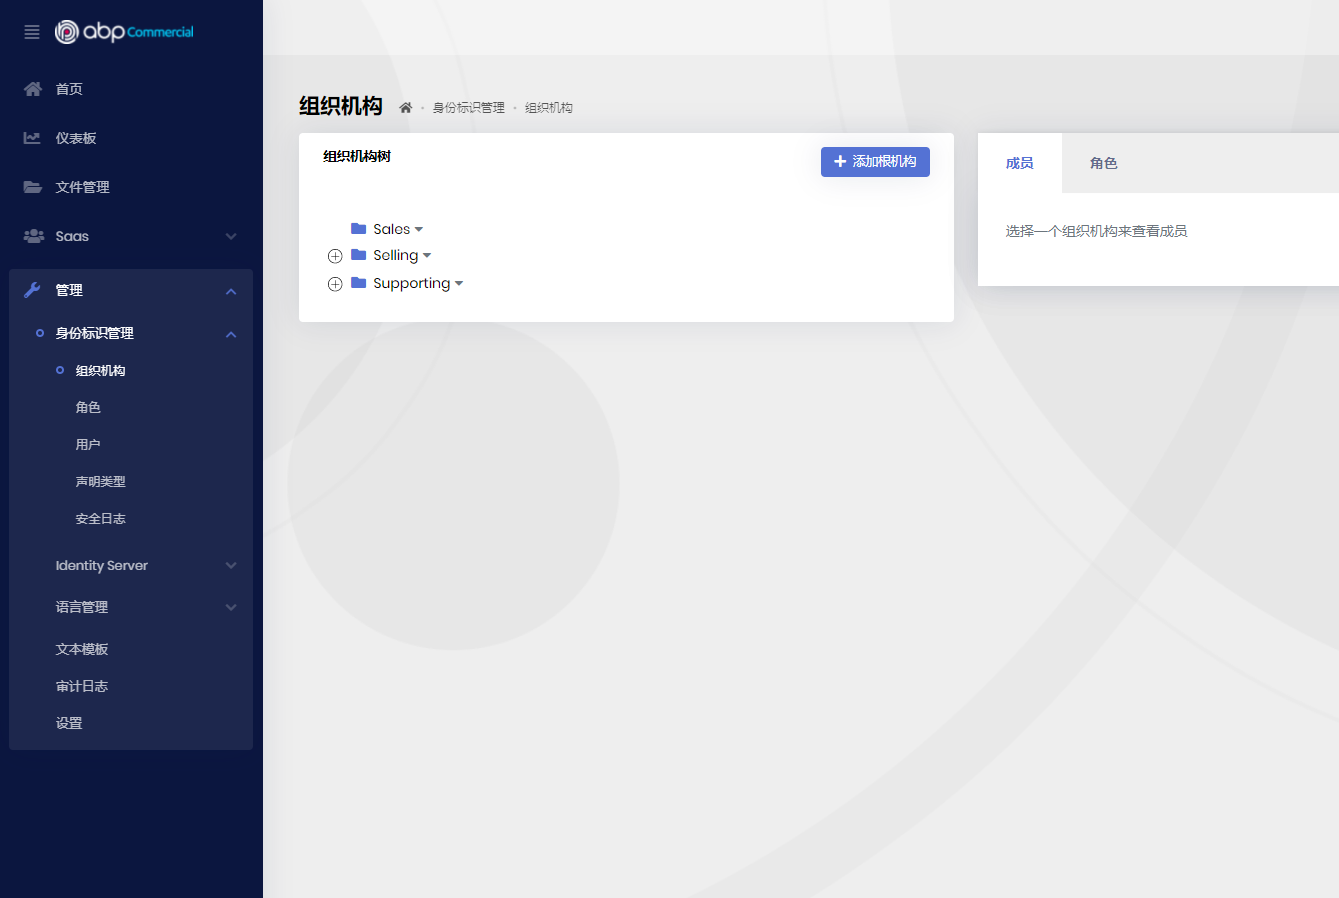 abp Commercial
首页
仪表板
文件管理
Saas
管理
身份标识管理
组织机构
角色
用户
声明类型
安全日志
Identity Server
语言管理
文本模板
审计日志
设置
组织机构
身份标识管理 · 组织机构
组织机构树
添加根机构
Sales
Selling
Supporting
成员 角色
选择一个组织机构来查看成员